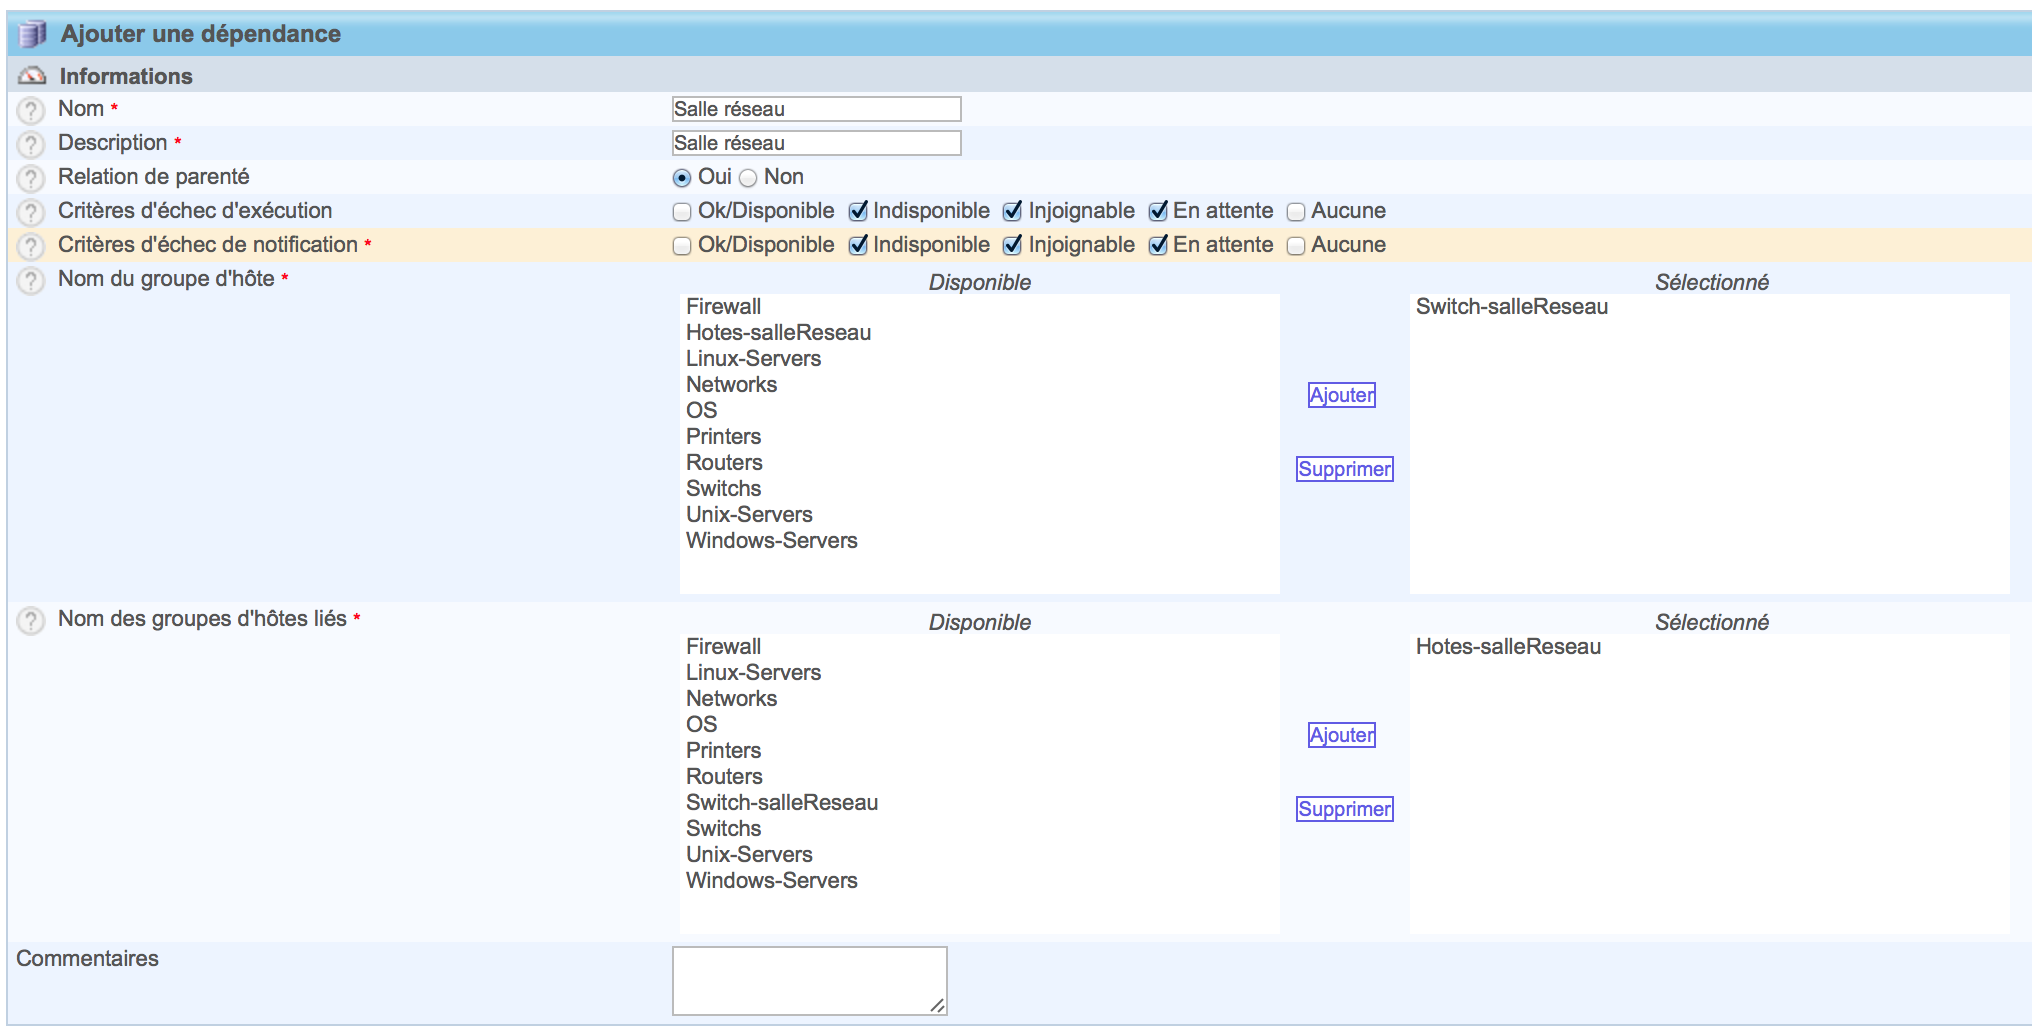 Ajouter une dépendance
Informations
? Nom * Salle réseau
? Description * Salle réseau
? Relation de parenté Oui Non
? Critères d'échec d'exécution Ok/Disponible Indisponible Injoignable En attente Aucune
? Critères d'échec de notification * Ok/Disponible Indisponible Injoignable En attente Aucune
? Nom du groupe d'hôte * Disponible Sélectionné
Firewall Switch-salleReseau
Hotes-salleReseau
Linux-Servers
Networks
Ajouter
OS
Printers
Routers
Supprimer
Switchs
Unix-Servers
Windows-Servers
? Nom des groupes d'hôtes liés * Disponible Sélectionné
Firewall Hotes-salleReseau
Linux-Servers
Networks
OS
Ajouter
Printers
Routers
Switch-salleReseau
Supprimer
Switchs
Unix-Servers
Windows-Servers
Commentaires